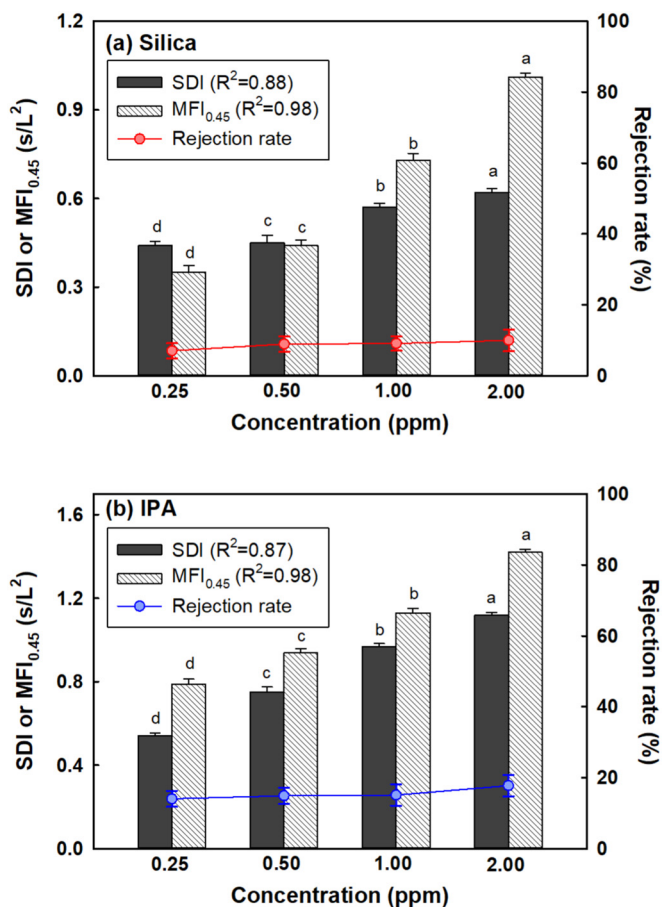 (a) Silica
SDI (R²=0.88)
MFI0.45 (R²=0.98)
Rejection rate
SDI or MFI0.45 (s/L²)
1.2
0.9
0.6
0.3
0.0
d
d
c
c
b
b
a
a
100
80
60
40
20
0
Rejection rate (%)
0.25 0.50 1.00 2.00
Concentration (ppm)
(b) IPA
SDI (R²=0.87)
MFI0.45 (R²=0.98)
Rejection rate
SDI or MFI0.45 (s/L²)
1.6
1.2
0.8
0.4
0.0
d
d
c
c
b
b
a
a
100
80
60
40
20
0
Rejection rate (%)
0.25 0.50 1.00 2.00
Concentration (ppm)